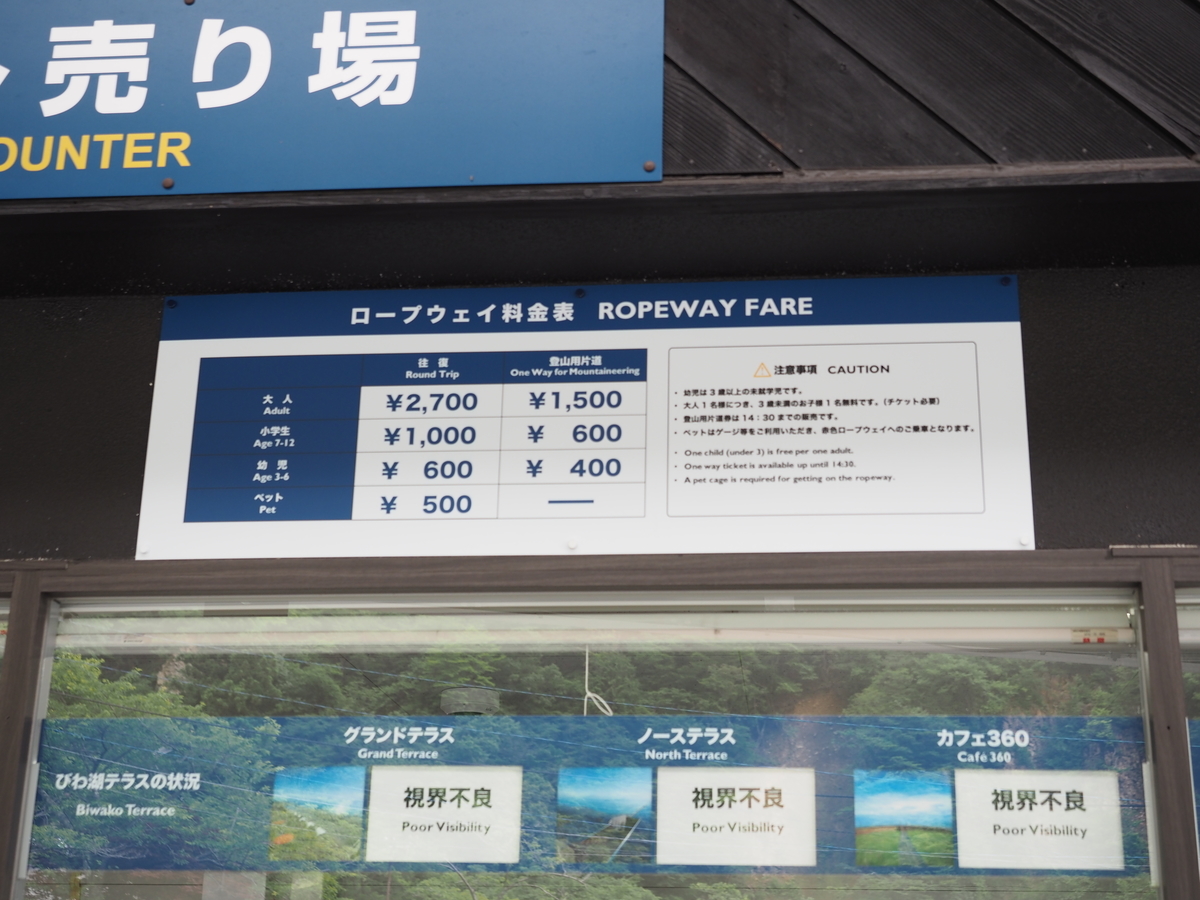 売り場
OUNTER
ロープウェイ料金表 ROPEWAY FARE
往 復 登山用片道
Round Trip One Way for Mountaineering
大 人
Adult
¥2,700 ¥1,500
小学生
Age 7-12
¥1,000 ¥ 600
幼 児
Age 3-6
¥ 600 ¥ 400
ペット
Pet
¥ 500 —
注意事項 CAUTION
・ 幼児は3歳以上の未就学児です。
・ 大人1名様につき、3歳未満のお子様1名無料です。(チケット必要)
・ 登山用片道券は14:30までの販売です。
・ ペットはゲージ等をご利用いただき、赤色ロープウェイへのご乗車となります。
・ One child (under 3) is free per one adult.
・ One way ticket is available up until 14:30.
・ A pet cage is required for getting on the ropeway.
びわ湖テラスの状況
Biwako Terrace
グランドテラス
Grand Terrace
視界不良
Poor Visibility
ノーステラス
North Terrace
視界不良
Poor Visibility
カフェ360
Café 360
視界不良
Poor Visibility